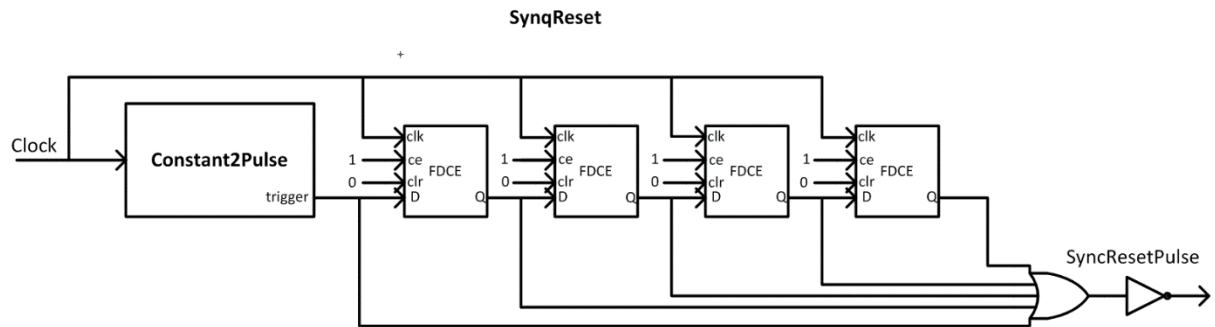 SynqReset
Clock
Constant2Pulse
trigger
clk
1
ce
FDCE
0
clr
D
Q
clk
1
ce
FDCE
0
clr
D
Q
clk
1
ce
FDCE
0
clr
D
Q
clk
1
ce
FDCE
0
clr
D
Q
SyncResetPulse